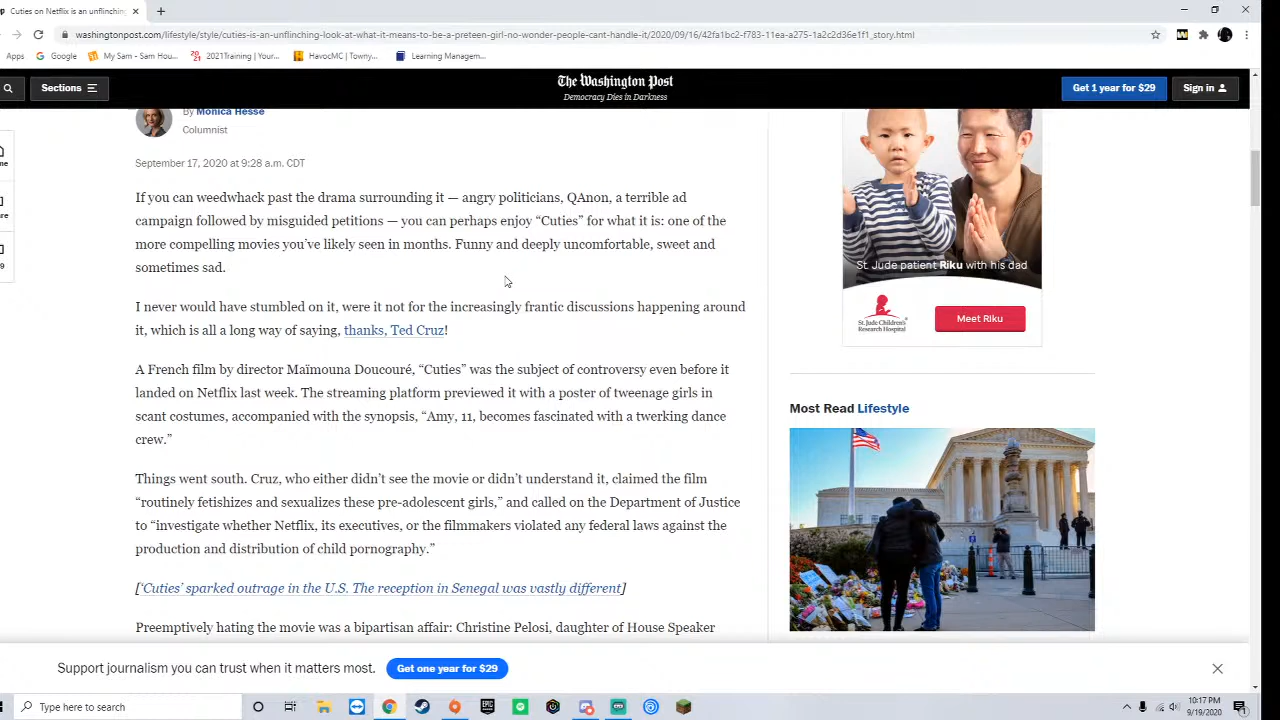 Cuties on Netflix is an unflinchin
washingtonpost.com/lifestyle/style/cuties-is-an-unflinching-look-at-what-it-means-to-be-a-preteen-girl-no-wonder-people-cant-handle-it/2020/09/16/42fa1bc2-f783-11ea-a275-1a2c2d36e1f1_story.html
Apps Google My Sam - Sam Hou... 2021Training | Your... HavocMC | Towny... Learning Managem...
Sections
The Washington Post
Democracy Dies in Darkness
Get 1 year for $29
Sign in
By Monica Hesse
Columnist
September 17, 2020 at 9:28 a.m. CDT
If you can weedwhack past the drama surrounding it — angry politicians, QAnon, a terrible ad
campaign followed by misguided petitions — you can perhaps enjoy “Cuties” for what it is: one of the
more compelling movies you’ve likely seen in months. Funny and deeply uncomfortable, sweet and
sometimes sad.
I never would have stumbled on it, were it not for the increasingly frantic discussions happening around
it, which is all a long way of saying, thanks, Ted Cruz!
A French film by director Maïmouna Doucouré, “Cuties” was the subject of controversy even before it
landed on Netflix last week. The streaming platform previewed it with a poster of tweenage girls in
scant costumes, accompanied with the synopsis, “Amy, 11, becomes fascinated with a twerking dance
crew.”
Things went south. Cruz, who either didn’t see the movie or didn’t understand it, claimed the film
“routinely fetishizes and sexualizes these pre-adolescent girls,” and called on the Department of Justice
to “investigate whether Netflix, its executives, or the filmmakers violated any federal laws against the
production and distribution of child pornography.”
[‘Cuties’ sparked outrage in the U.S. The reception in Senegal was vastly different]
Preemptively hating the movie was a bipartisan affair: Christine Pelosi, daughter of House Speaker
St. Jude patient Riku with his dad
St. Jude Children's
Research Hospital
Meet Riku
Most Read Lifestyle
Support journalism you can trust when it matters most.
Get one year for $29
Type here to search
10:17 PM
9/19/2020